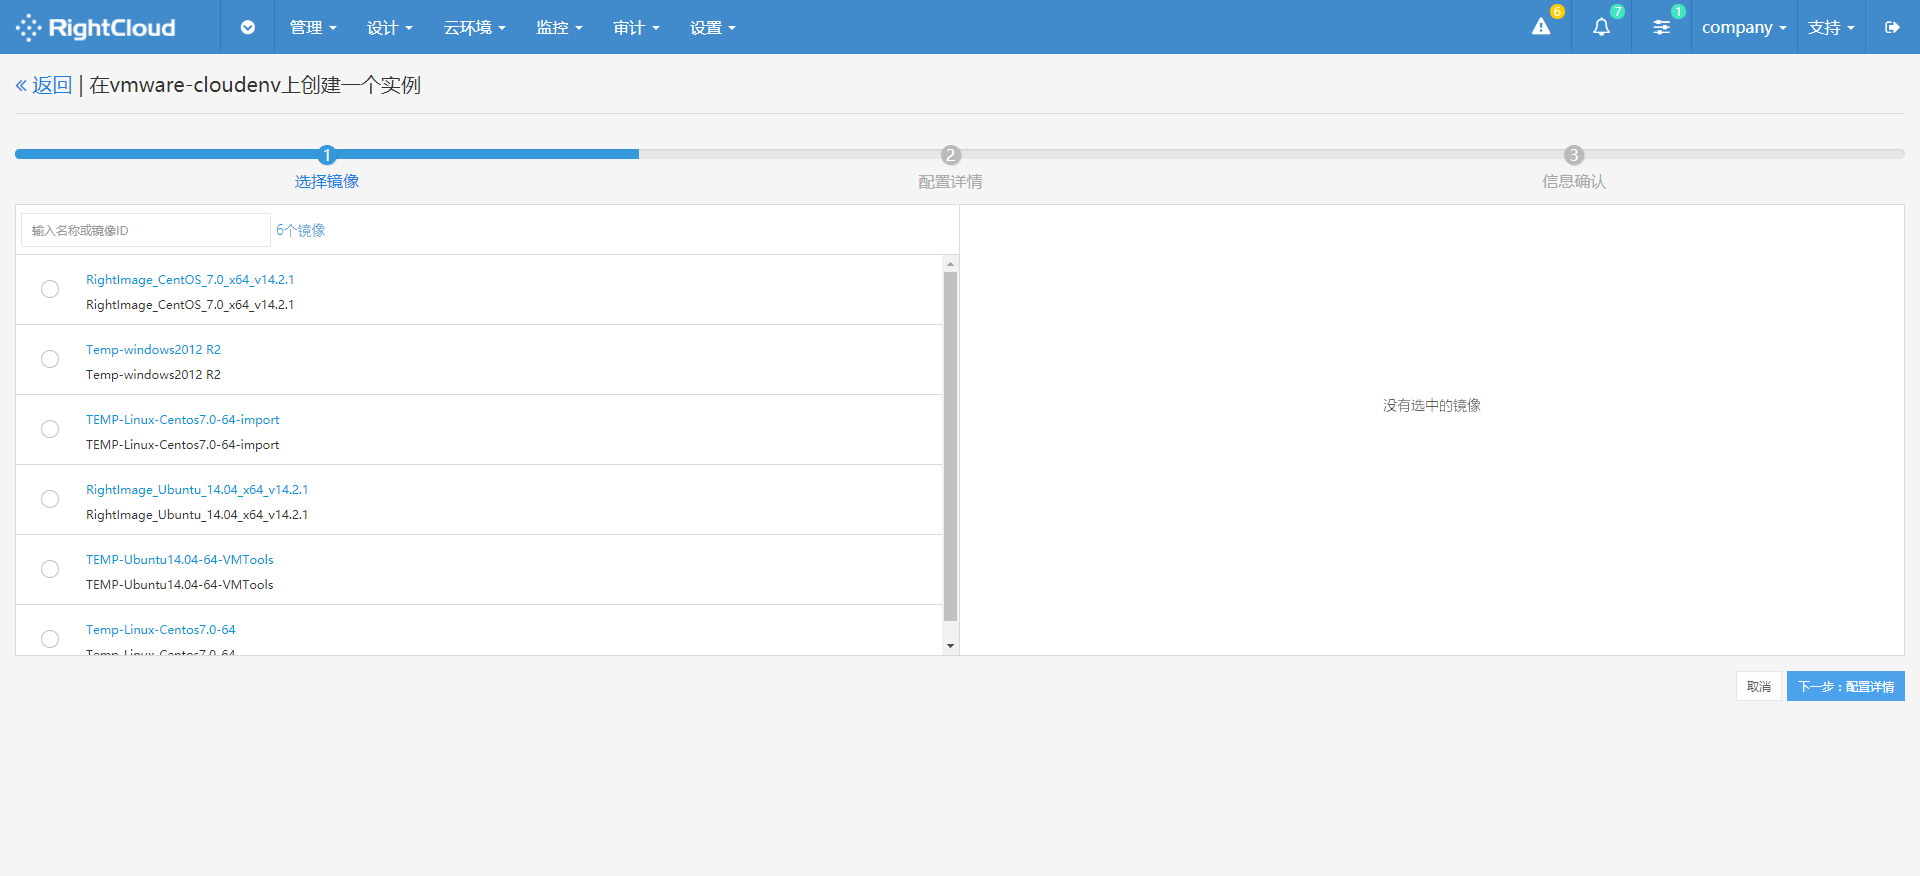 RightCloud 管理 设计 云环境 监控 审计 设置 6 7 1 company 支持
« 返回 | 在vmware-cloudenv上创建一个实例
1 2 3
选择镜像 配置详情 信息确认
输入名称或镜像ID 6个镜像
RightImage_CentOS_7.0_x64_v14.2.1
RightImage_CentOS_7.0_x64_v14.2.1
Temp-windows2012 R2
Temp-windows2012 R2
TEMP-Linux-Centos7.0-64-import
TEMP-Linux-Centos7.0-64-import
RightImage_Ubuntu_14.04_x64_v14.2.1
RightImage_Ubuntu_14.04_x64_v14.2.1
TEMP-Ubuntu14.04-64-VMTools
TEMP-Ubuntu14.04-64-VMTools
Temp-Linux-Centos7.0-64
Temp-Linux-Centos7.0-64
没有选中的镜像
取消 下一步：配置详情